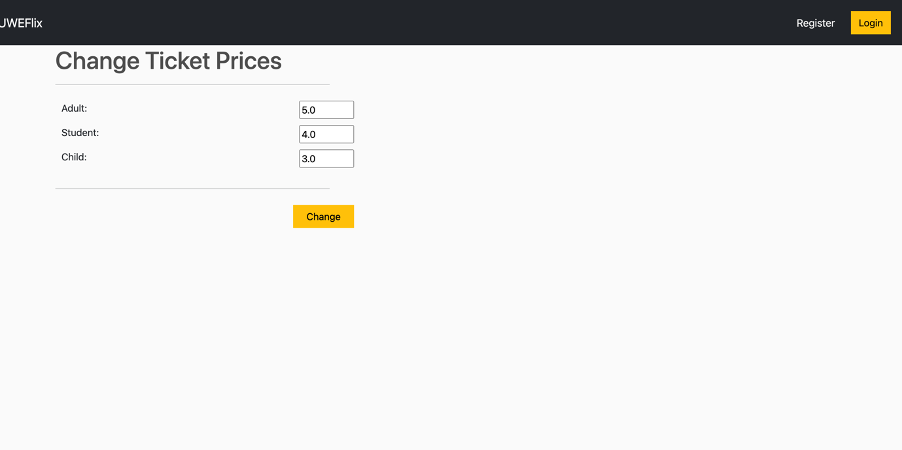 UWEFlix Register Login
Change Ticket Prices
Adult: 5.0
Student: 4.0
Child: 3.0
Change